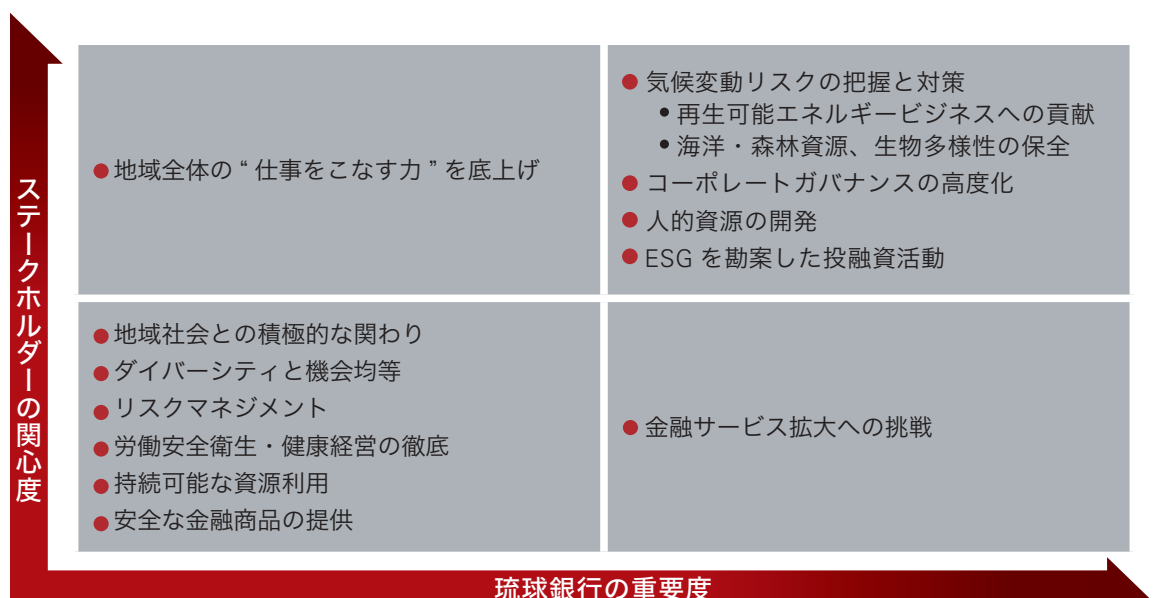 ステークホルダーの関心度
●地域全体の“仕事をこなす力”を底上げ
●気候変動リスクの把握と対策
•再生可能エネルギービジネスへの貢献
•海洋・森林資源、生物多様性の保全
●コーポレートガバナンスの高度化
●人的資源の開発
●ESGを勘案した投融資活動
●地域社会との積極的な関わり
●ダイバーシティと機会均等
●リスクマネジメント
●労働安全衛生・健康経営の徹底
●持続可能な資源利用
●安全な金融商品の提供
●金融サービス拡大への挑戦
琉球銀行の重要度